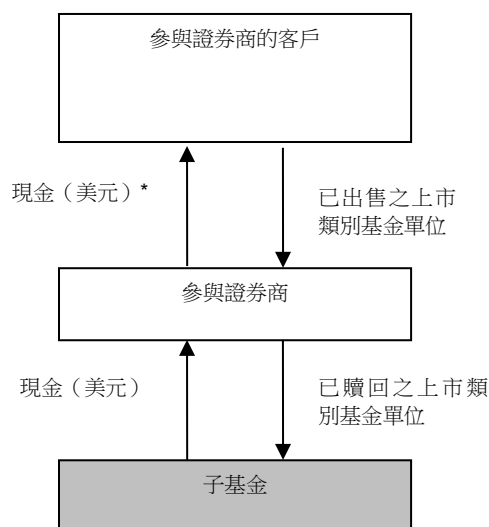 參與證券商的客戶
現金（美元）*
已出售之上市
類別基金單位
參與證券商
現金（美元）
已贖回之上市類
別基金單位
子基金